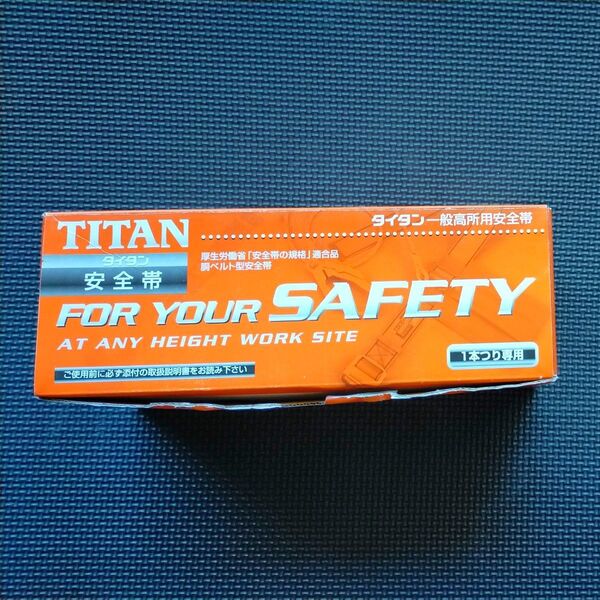 TITAN
タイタン
安全帯
タイタン一般高所用安全帯
厚生労働省「安全帯の規格」適合品
胴ベルト型安全帯
FOR YOUR SAFETY
AT ANY HEIGHT WORK SITE
ご使用前に必ず添付の取扱説明書をお読み下さい
1本つり専用